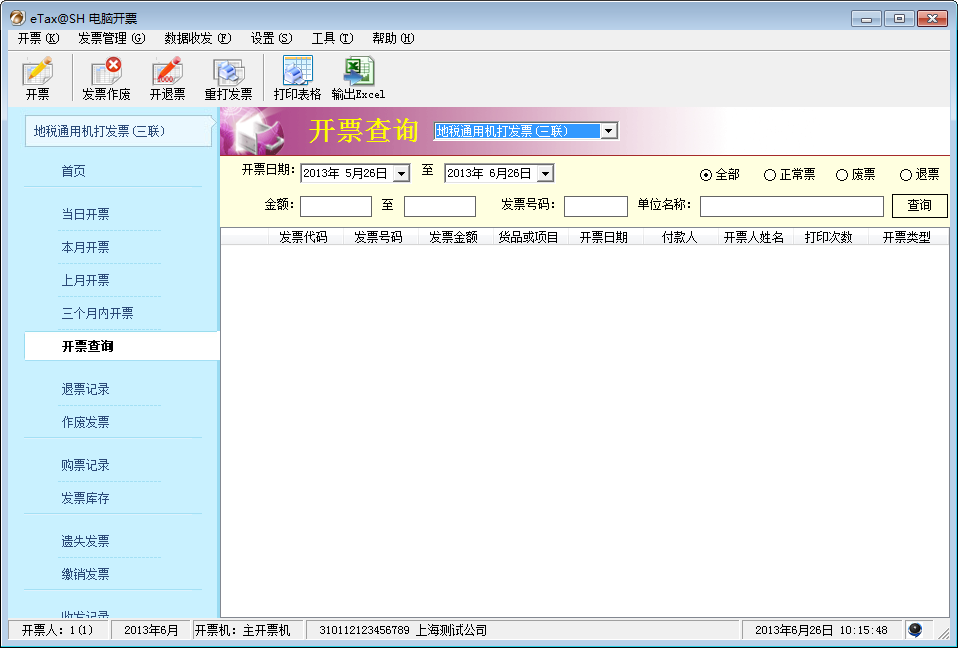 eTax@SH 电脑开票
开票(K) 发票管理(G) 数据收发(F) 设置(S) 工具(T) 帮助(H)
开票 发票作废 开退票 重打发票 打印表格 输出Excel
地税通用机打发票(三联)
首页
当日开票
本月开票
上月开票
三个月内开票
开票查询
退票记录
作废发票
购票记录
发票库存
遗失发票
缴销发票
收发记录
开票查询 地税通用机打发票(三联)
开票日期： 2013年 5月26日 至 2013年 6月26日 全部 正常票 废票 退票
金额： 至 发票号码： 单位名称： 查询
发票代码 发票号码 发票金额 货品或项目 开票日期 付款人 开票人姓名 打印次数 开票类型
开票人：1(1) 2013年6月 开票机：主开票机 310112123456789 上海测试公司 2013年6月26日 10:15:48